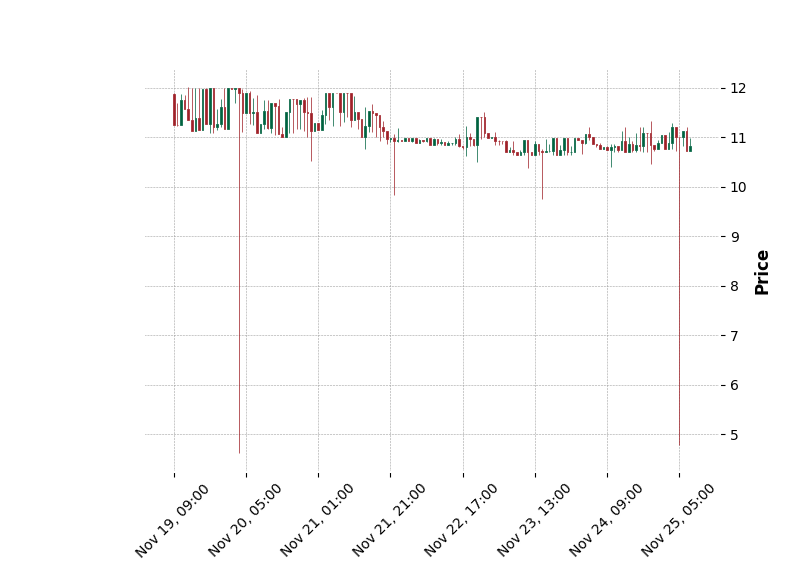 12
11
10
9
8
7
6
5
Price
Nov 19, 09:00
Nov 20, 05:00
Nov 21, 01:00
Nov 21, 21:00
Nov 22, 17:00
Nov 23, 13:00
Nov 24, 09:00
Nov 25, 05:00